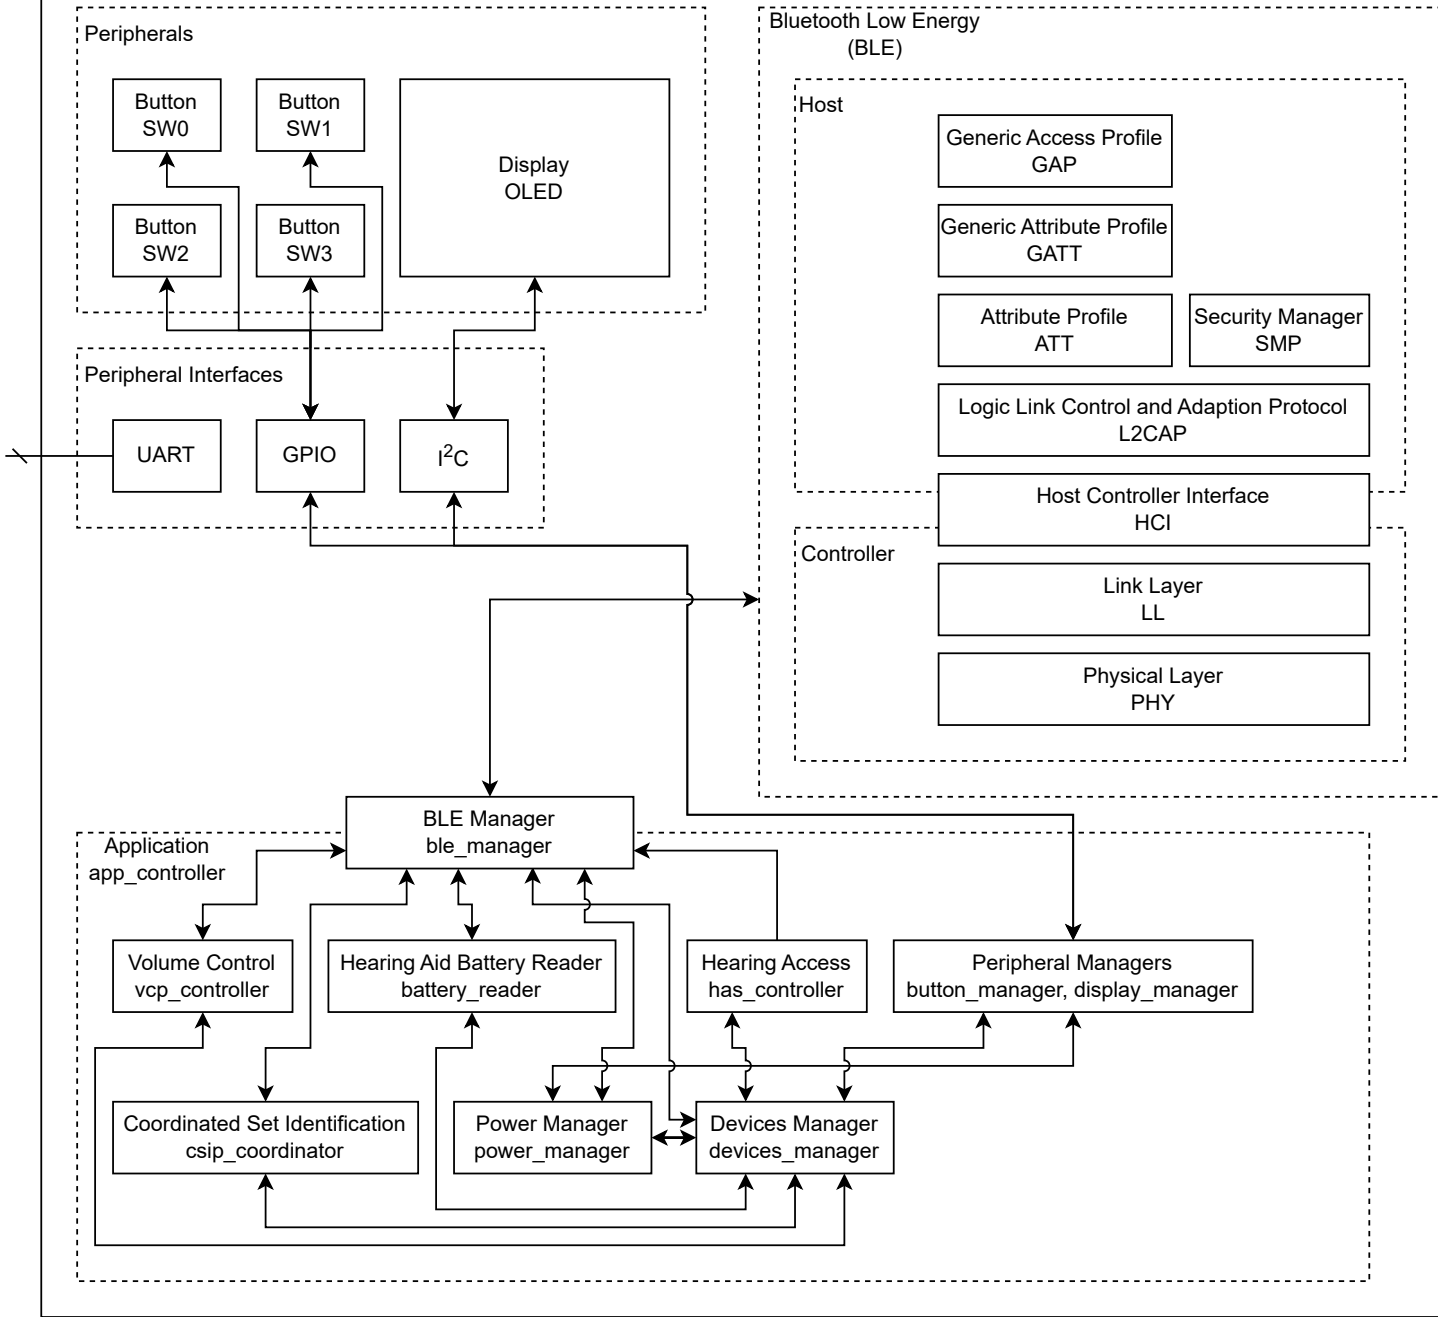 Peripherals
Button
SW0
Button
SW1
Display
OLED
Button
SW2
Button
SW3
Peripheral Interfaces
UART
GPIO
I²C
Bluetooth Low Energy
(BLE)
Host
Generic Access Profile
GAP
Generic Attribute Profile
GATT
Attribute Profile
ATT
Security Manager
SMP
Logic Link Control and Adaption Protocol
L2CAP
Host Controller Interface
HCI
Controller
Link Layer
LL
Physical Layer
PHY
BLE Manager
ble_manager
Application
app_controller
Volume Control
vcp_controller
Hearing Aid Battery Reader
battery_reader
Hearing Access
has_controller
Peripheral Managers
button_manager, display_manager
Coordinated Set Identification
csip_coordinator
Power Manager
power_manager
Devices Manager
devices_manager